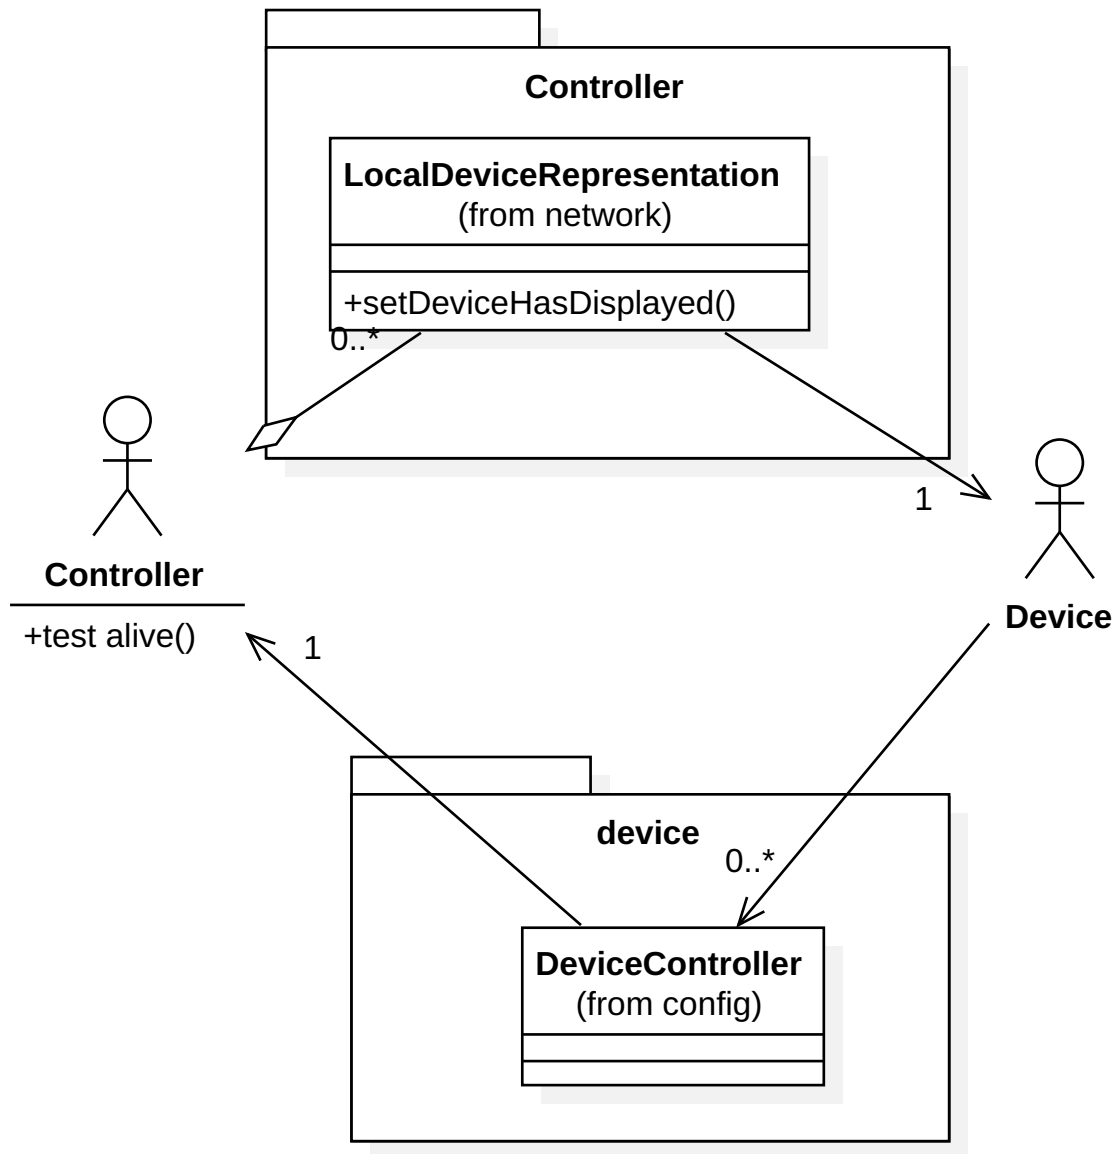 Controller
LocalDeviceRepresentation
(from network)
+setDeviceHasDisplayed()
0..*
1
Controller
+test alive()
Device
1
device
0..*
DeviceController
(from config)